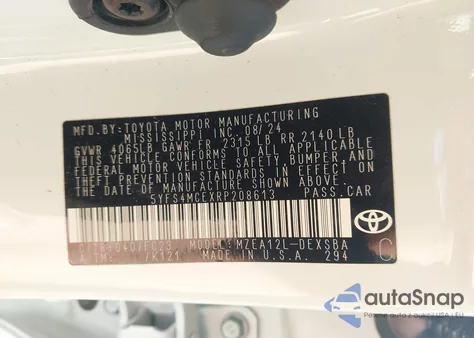 MFD.BY: TOYOTA MOTOR MANUFACTURING
MISSISSIPPI, INC. 08/24
GVWR 4065LB GAWR FR 2315 LB RR 2140 LB
THIS VEHICLE CONFORMS TO ALL APPLICABLE
FEDERAL MOTOR VEHICLE SAFETY, BUMPER AND
THEFT PREVENTION STANDARDS IN EFFECT ON
THE DATE OF MANUFACTURE SHOWN ABOVE.
5YFS4MCEXRP208613 PASS.CAR
MODEL: MZEA12L-DEXSBA
/K121 MADE IN U.S.A. 294
C
TOYOTA
autoSnap